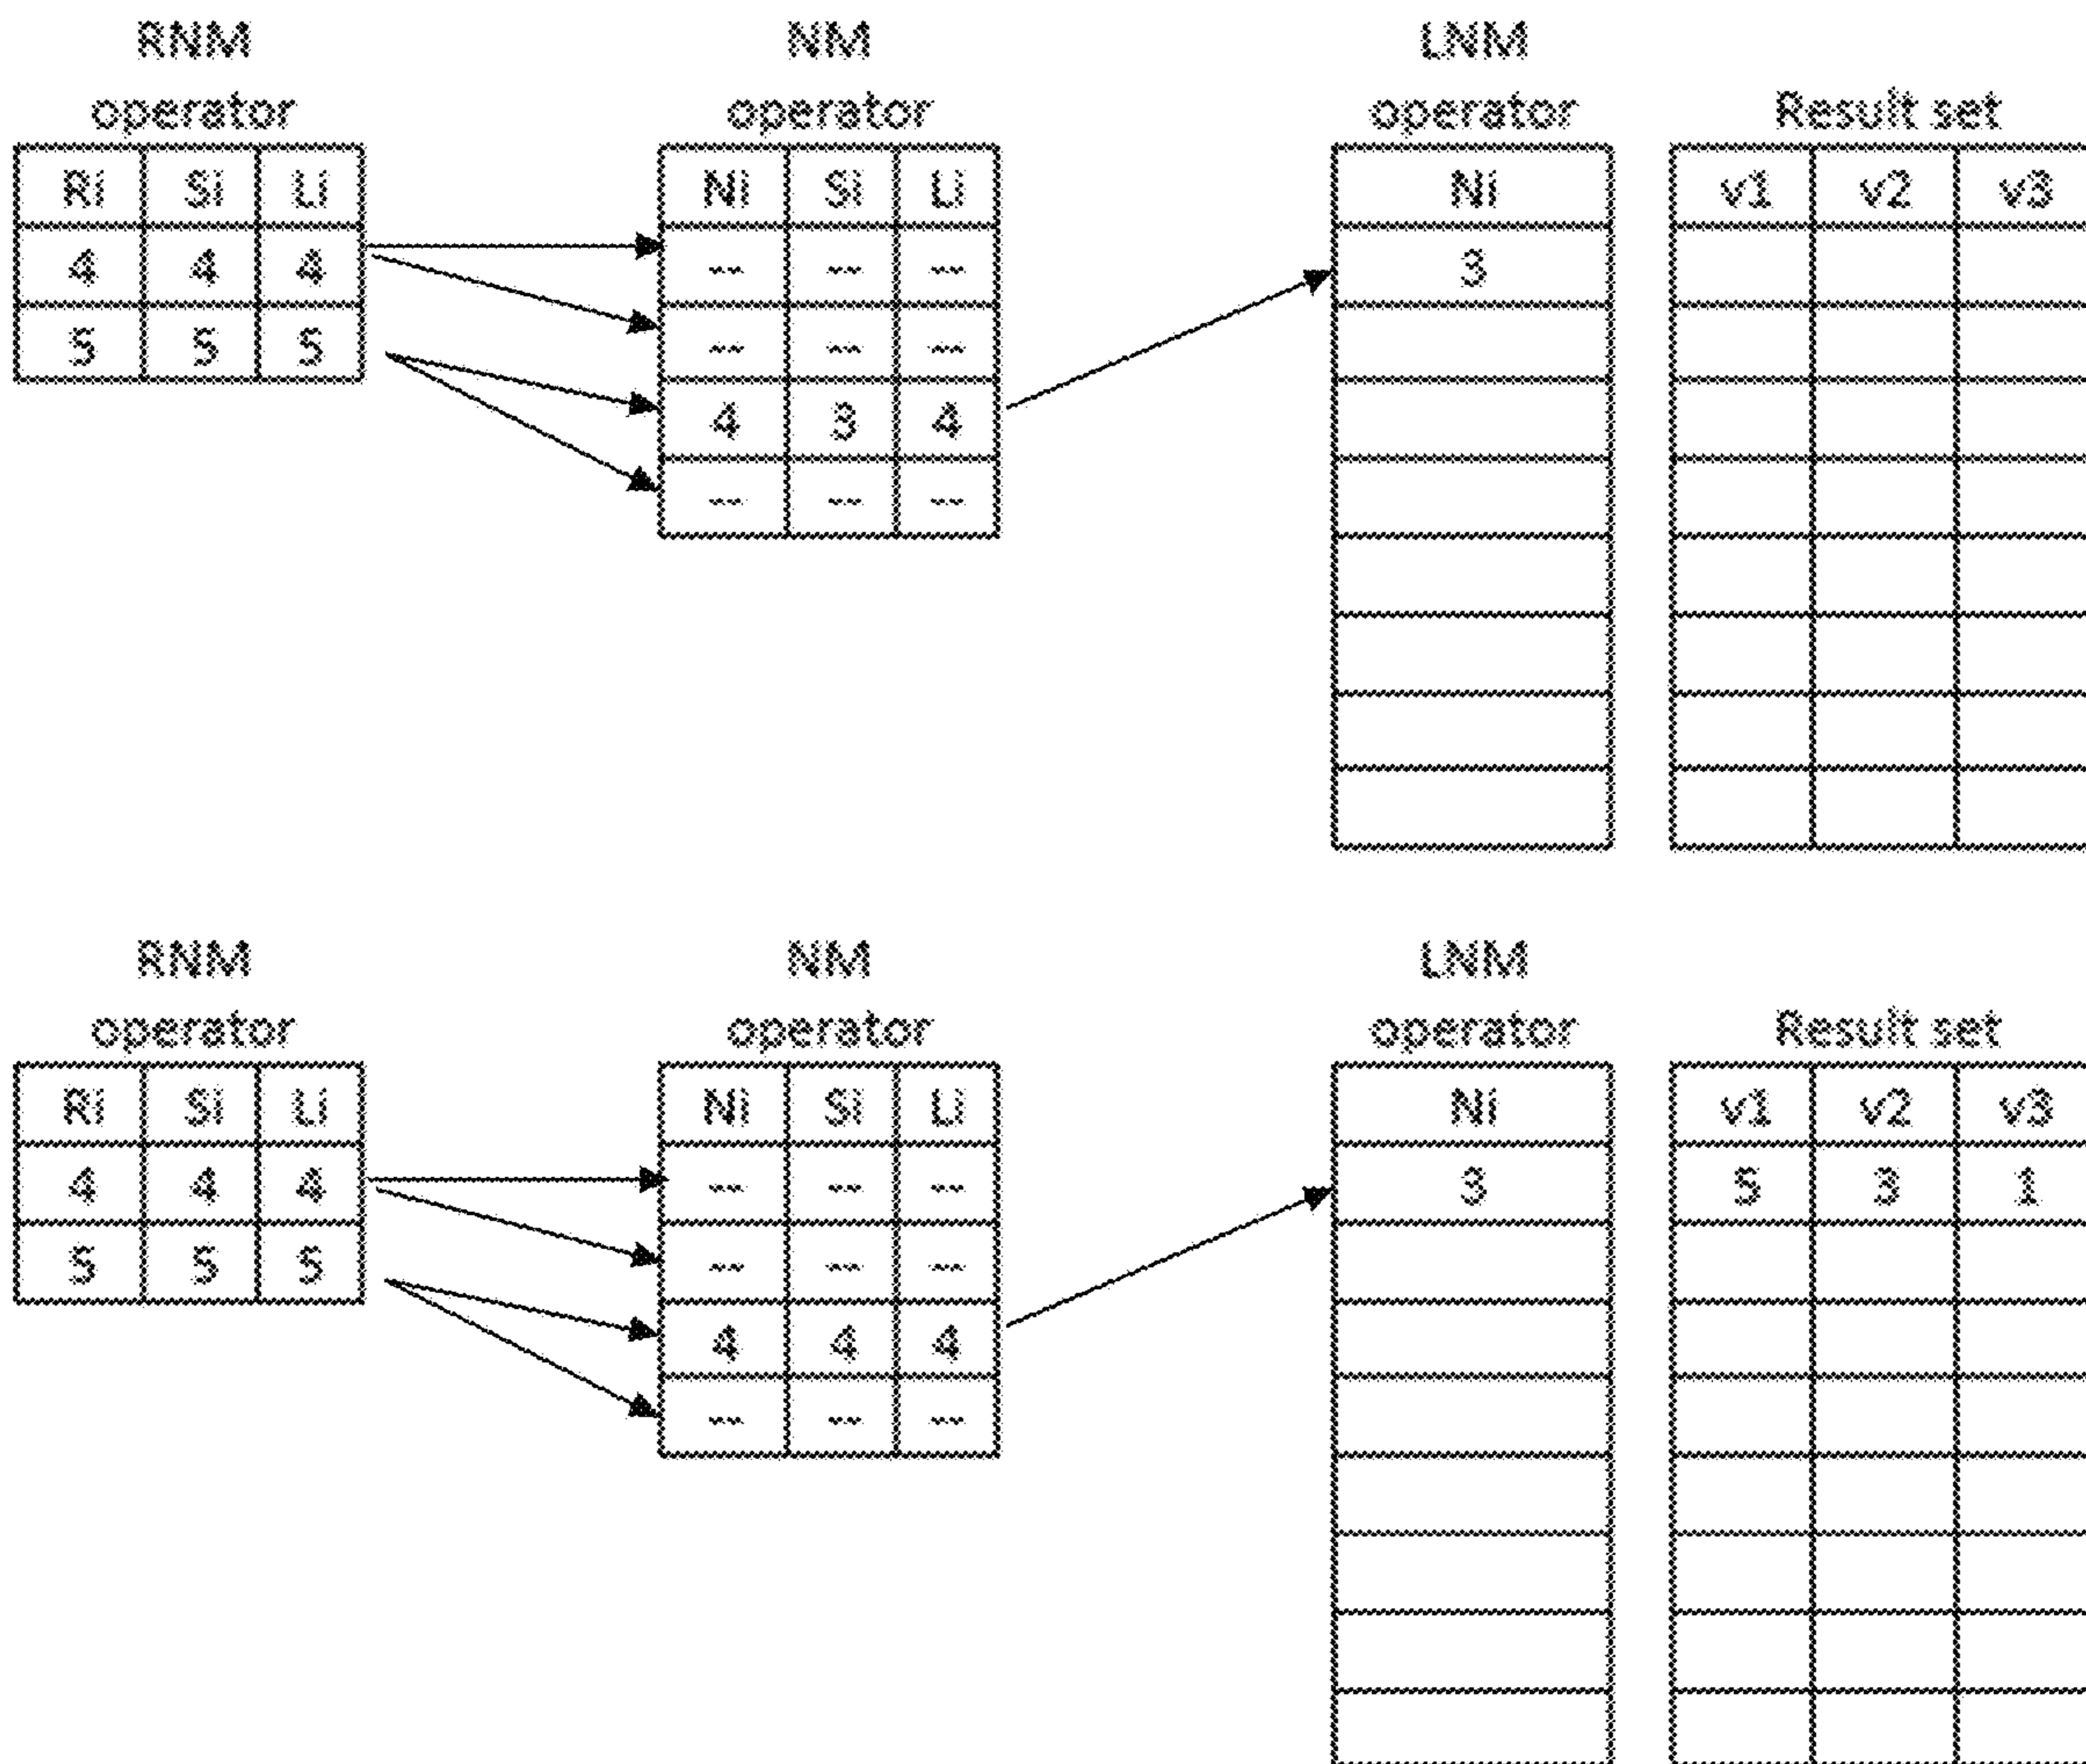 RNM NM LNM
operator operator operator Result set
Ri Si Li Ni Si Li Ni v1 v2 v3
4 4 4 -- -- -- 3
5 5 5 -- -- --
4 3 4
-- -- --
RNM NM LNM
operator operator operator Result set
Ri Si Li Ni Si Li Ni v1 v2 v3
4 4 4 -- -- -- 3 5 3 1
5 5 5 -- -- --
4 4 4
-- -- --